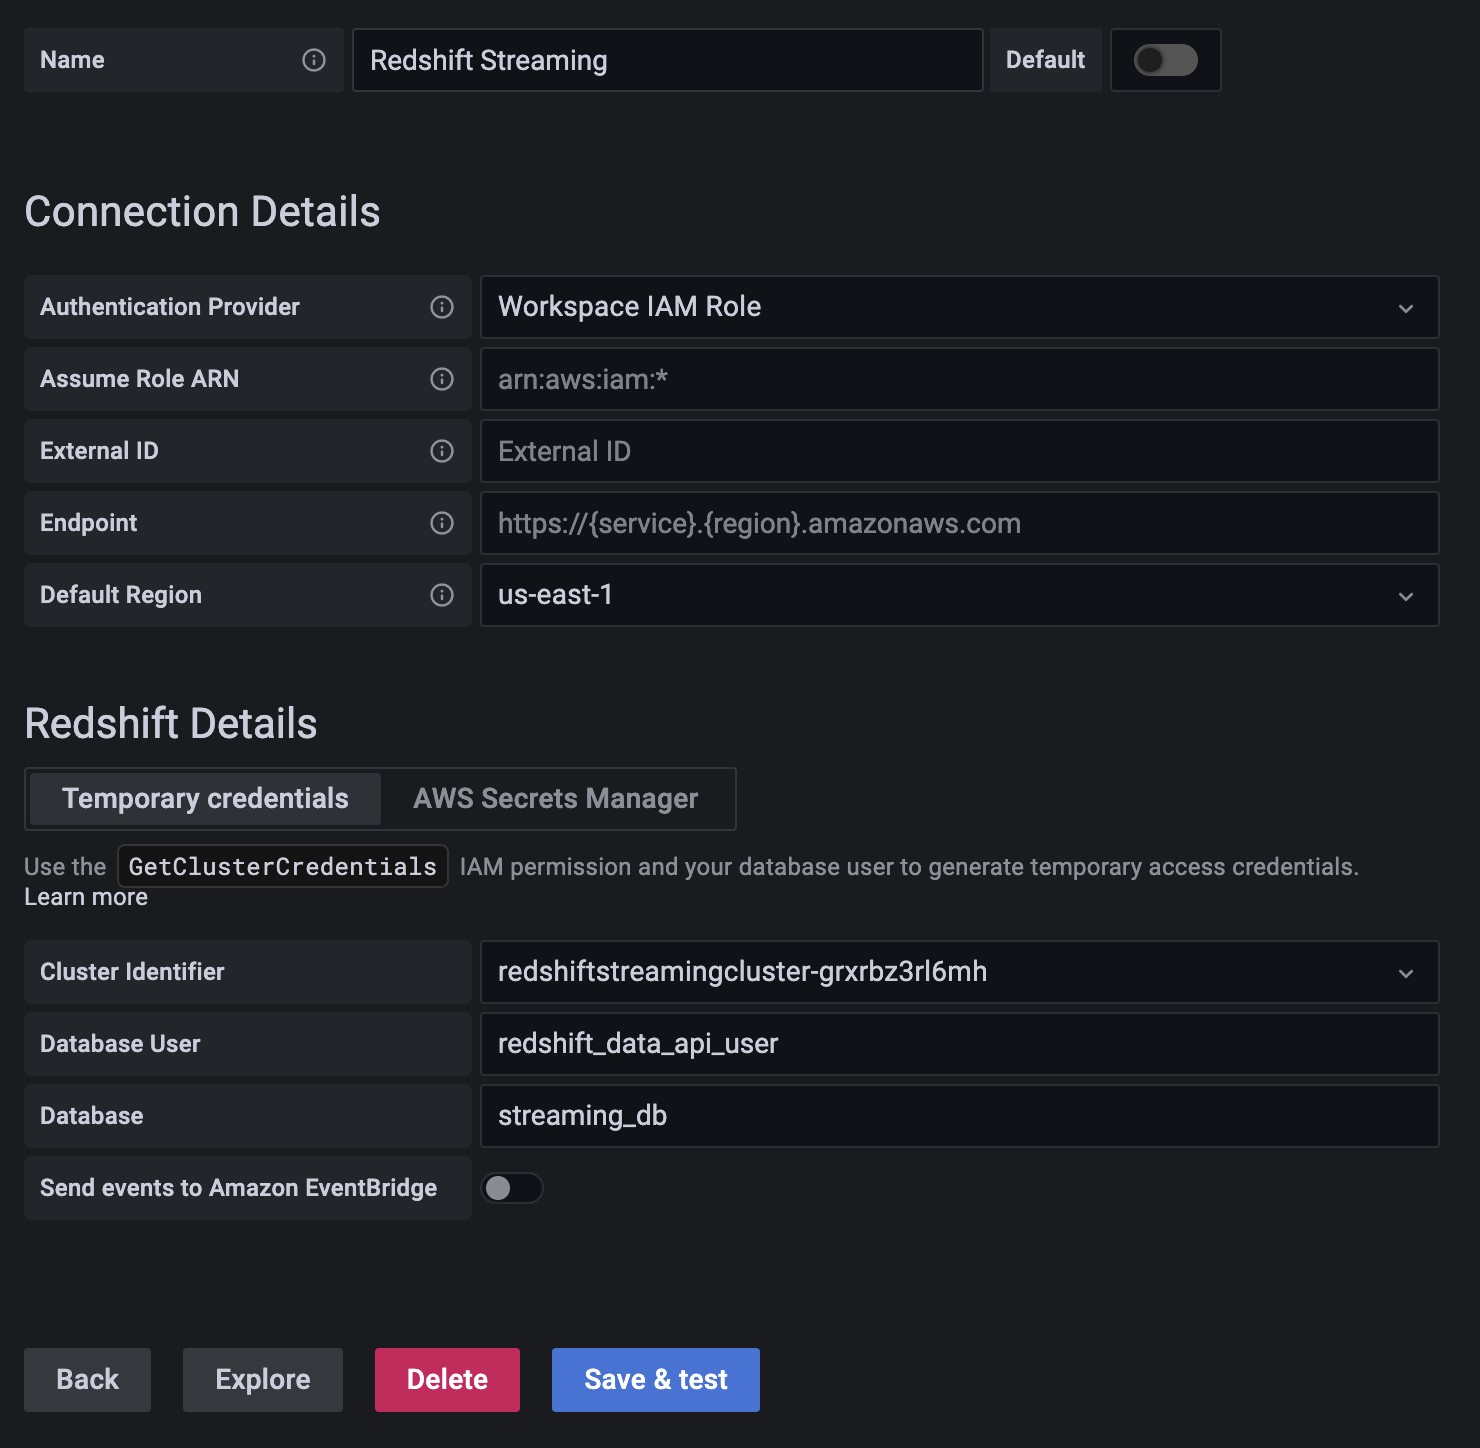 Name Redshift Streaming Default
Connection Details
Authentication Provider Workspace IAM Role
Assume Role ARN arn:aws:iam:*
External ID External ID
Endpoint https://{service}.{region}.amazonaws.com
Default Region us-east-1
Redshift Details
Temporary credentials AWS Secrets Manager
Use the GetClusterCredentials IAM permission and your database user to generate temporary access credentials.
Learn more
Cluster Identifier redshiftstreamingcluster-grxrbz3rl6mh
Database User redshift_data_api_user
Database streaming_db
Send events to Amazon EventBridge
Back Explore Delete Save & test